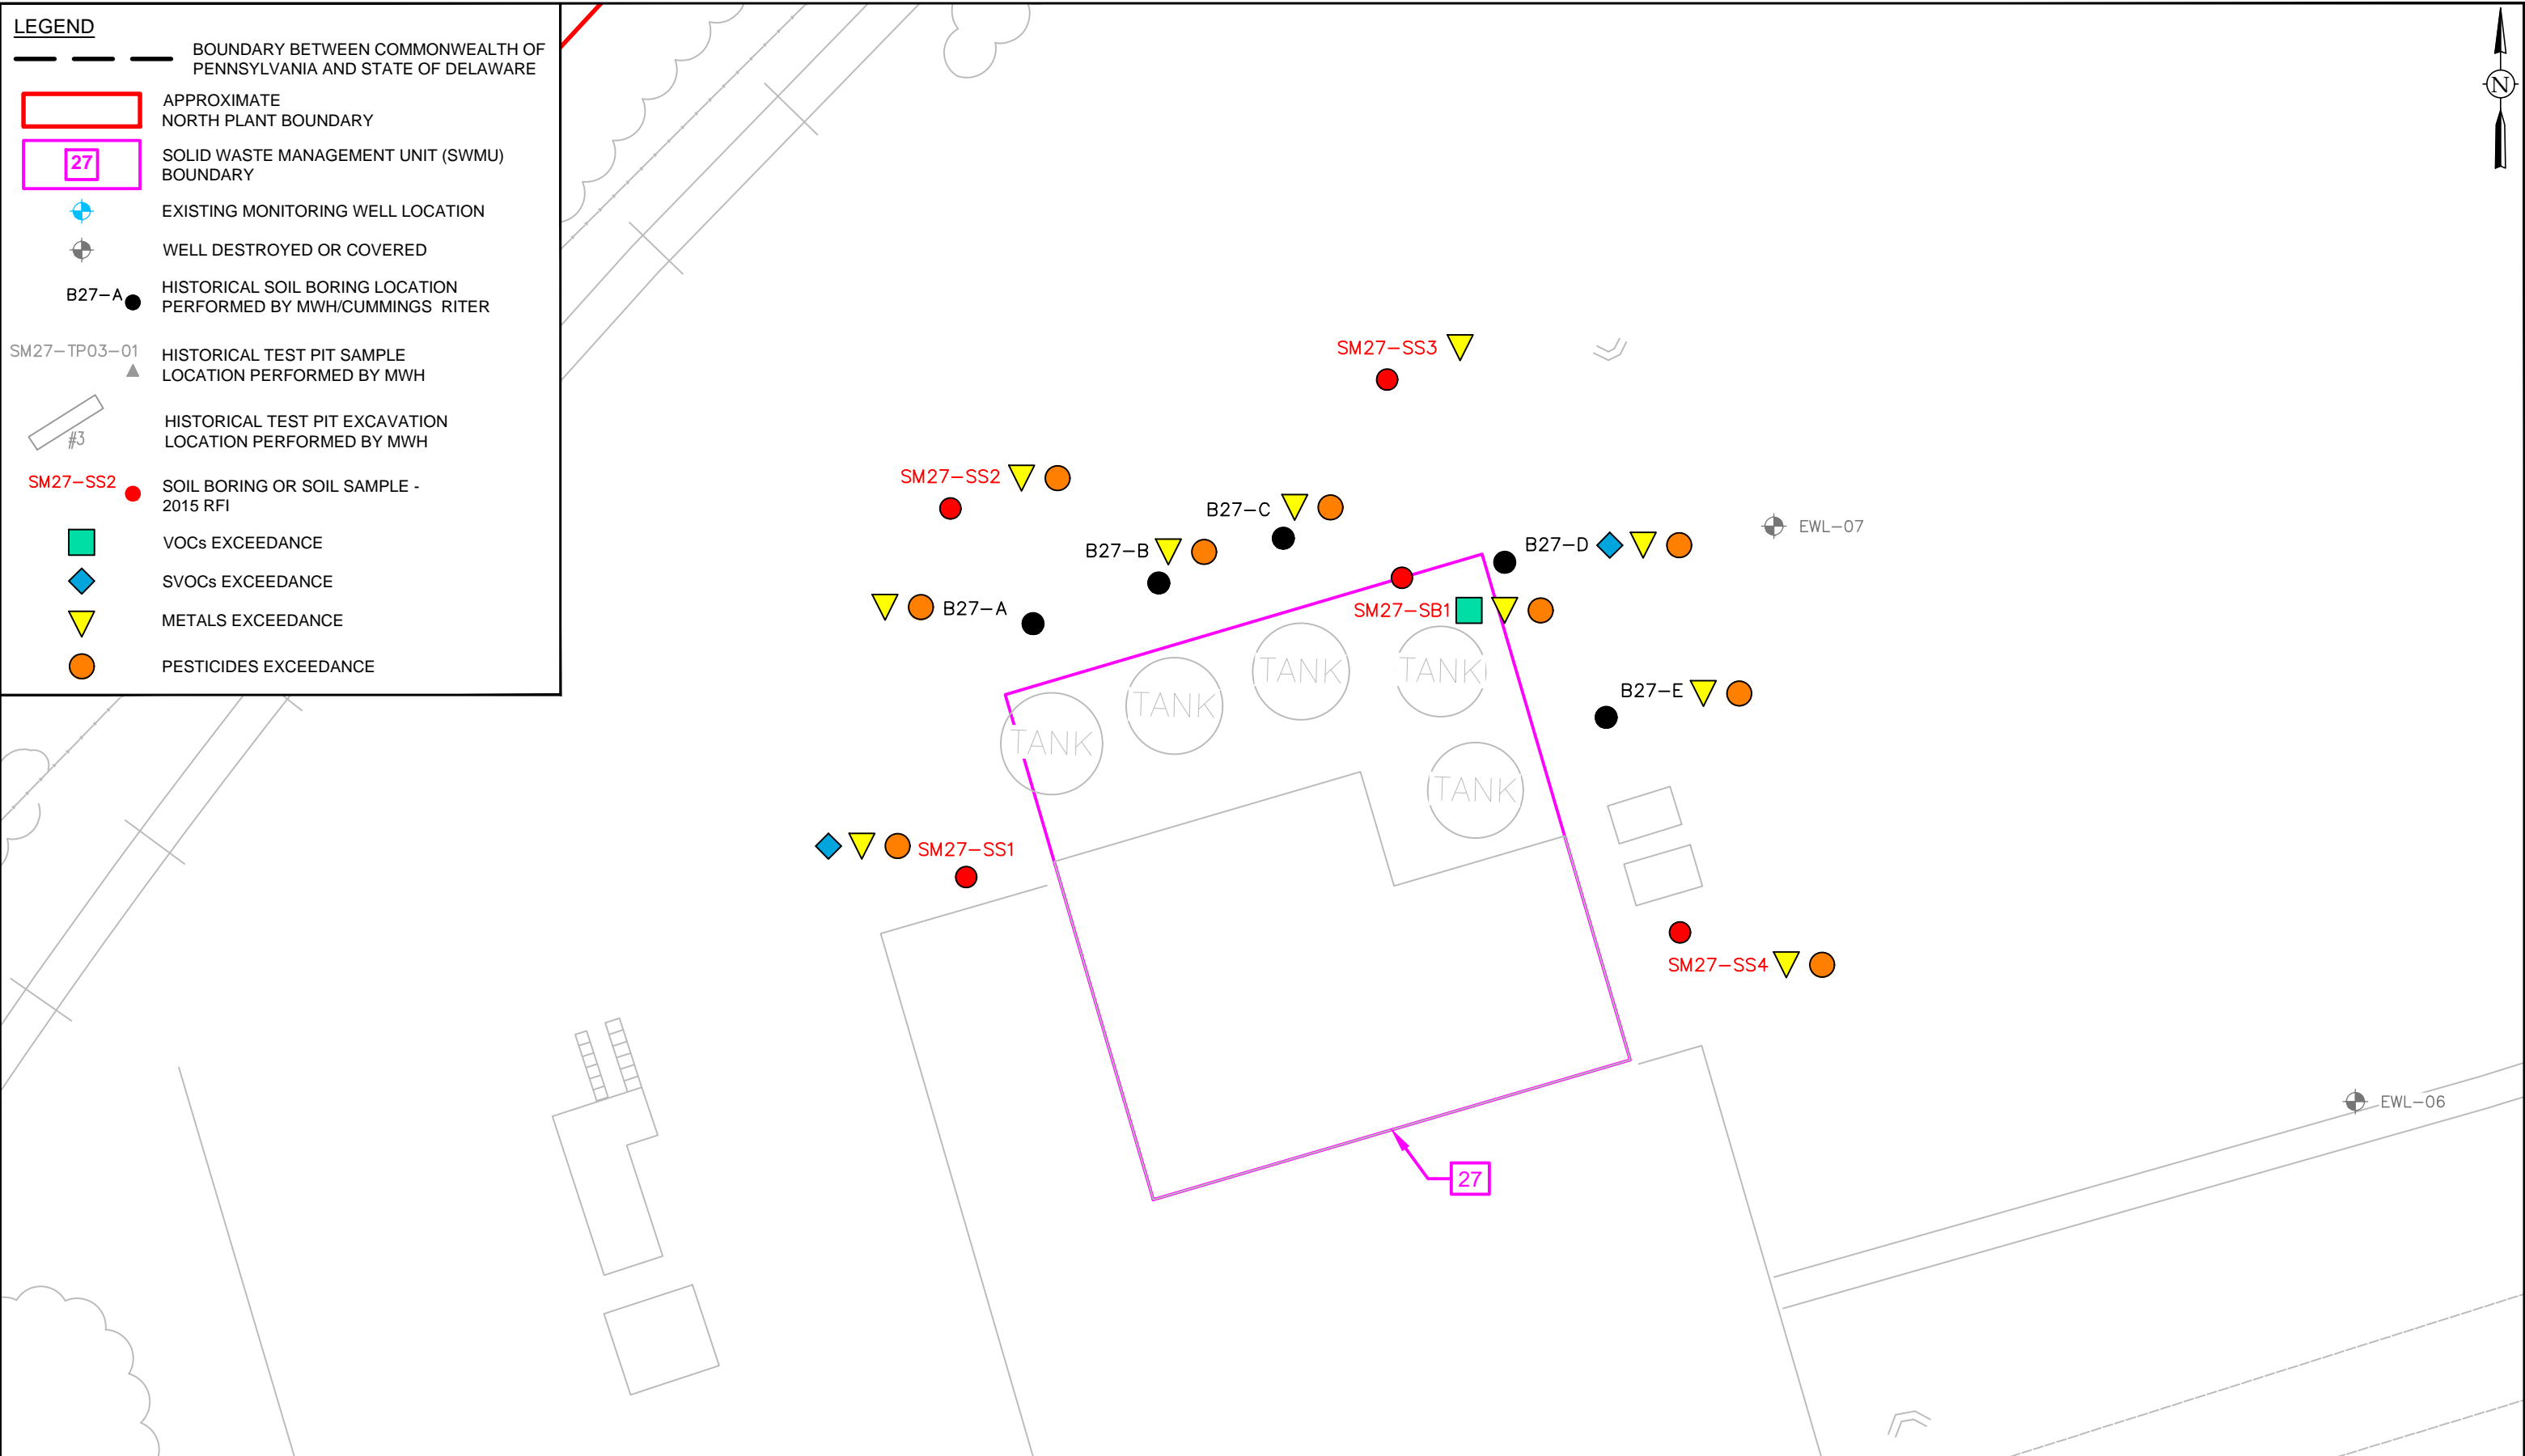 LEGEND
BOUNDARY BETWEEN COMMONWEALTH OF
PENNSYLVANIA AND STATE OF DELAWARE
APPROXIMATE
NORTH PLANT BOUNDARY
27
SOLID WASTE MANAGEMENT UNIT (SWMU)
BOUNDARY
EXISTING MONITORING WELL LOCATION
WELL DESTROYED OR COVERED
B27-A
HISTORICAL SOIL BORING LOCATION
PERFORMED BY MWH/CUMMINGS RITER
SM27-TP03-01
HISTORICAL TEST PIT SAMPLE
LOCATION PERFORMED BY MWH
#3
HISTORICAL TEST PIT EXCAVATION
LOCATION PERFORMED BY MWH
SM27-SS2
SOIL BORING OR SOIL SAMPLE -
2015 RFI
VOCs EXCEEDANCE
SVOCs EXCEEDANCE
METALS EXCEEDANCE
PESTICIDES EXCEEDANCE
N
SM27-SS3
SM27-SS2
B27-C
EWL-07
B27-D
B27-B
B27-A
SM27-SB1
TANK
TANK
TANK
TANK
TANK
B27-E
SM27-SS1
SM27-SS4
EWL-06
27